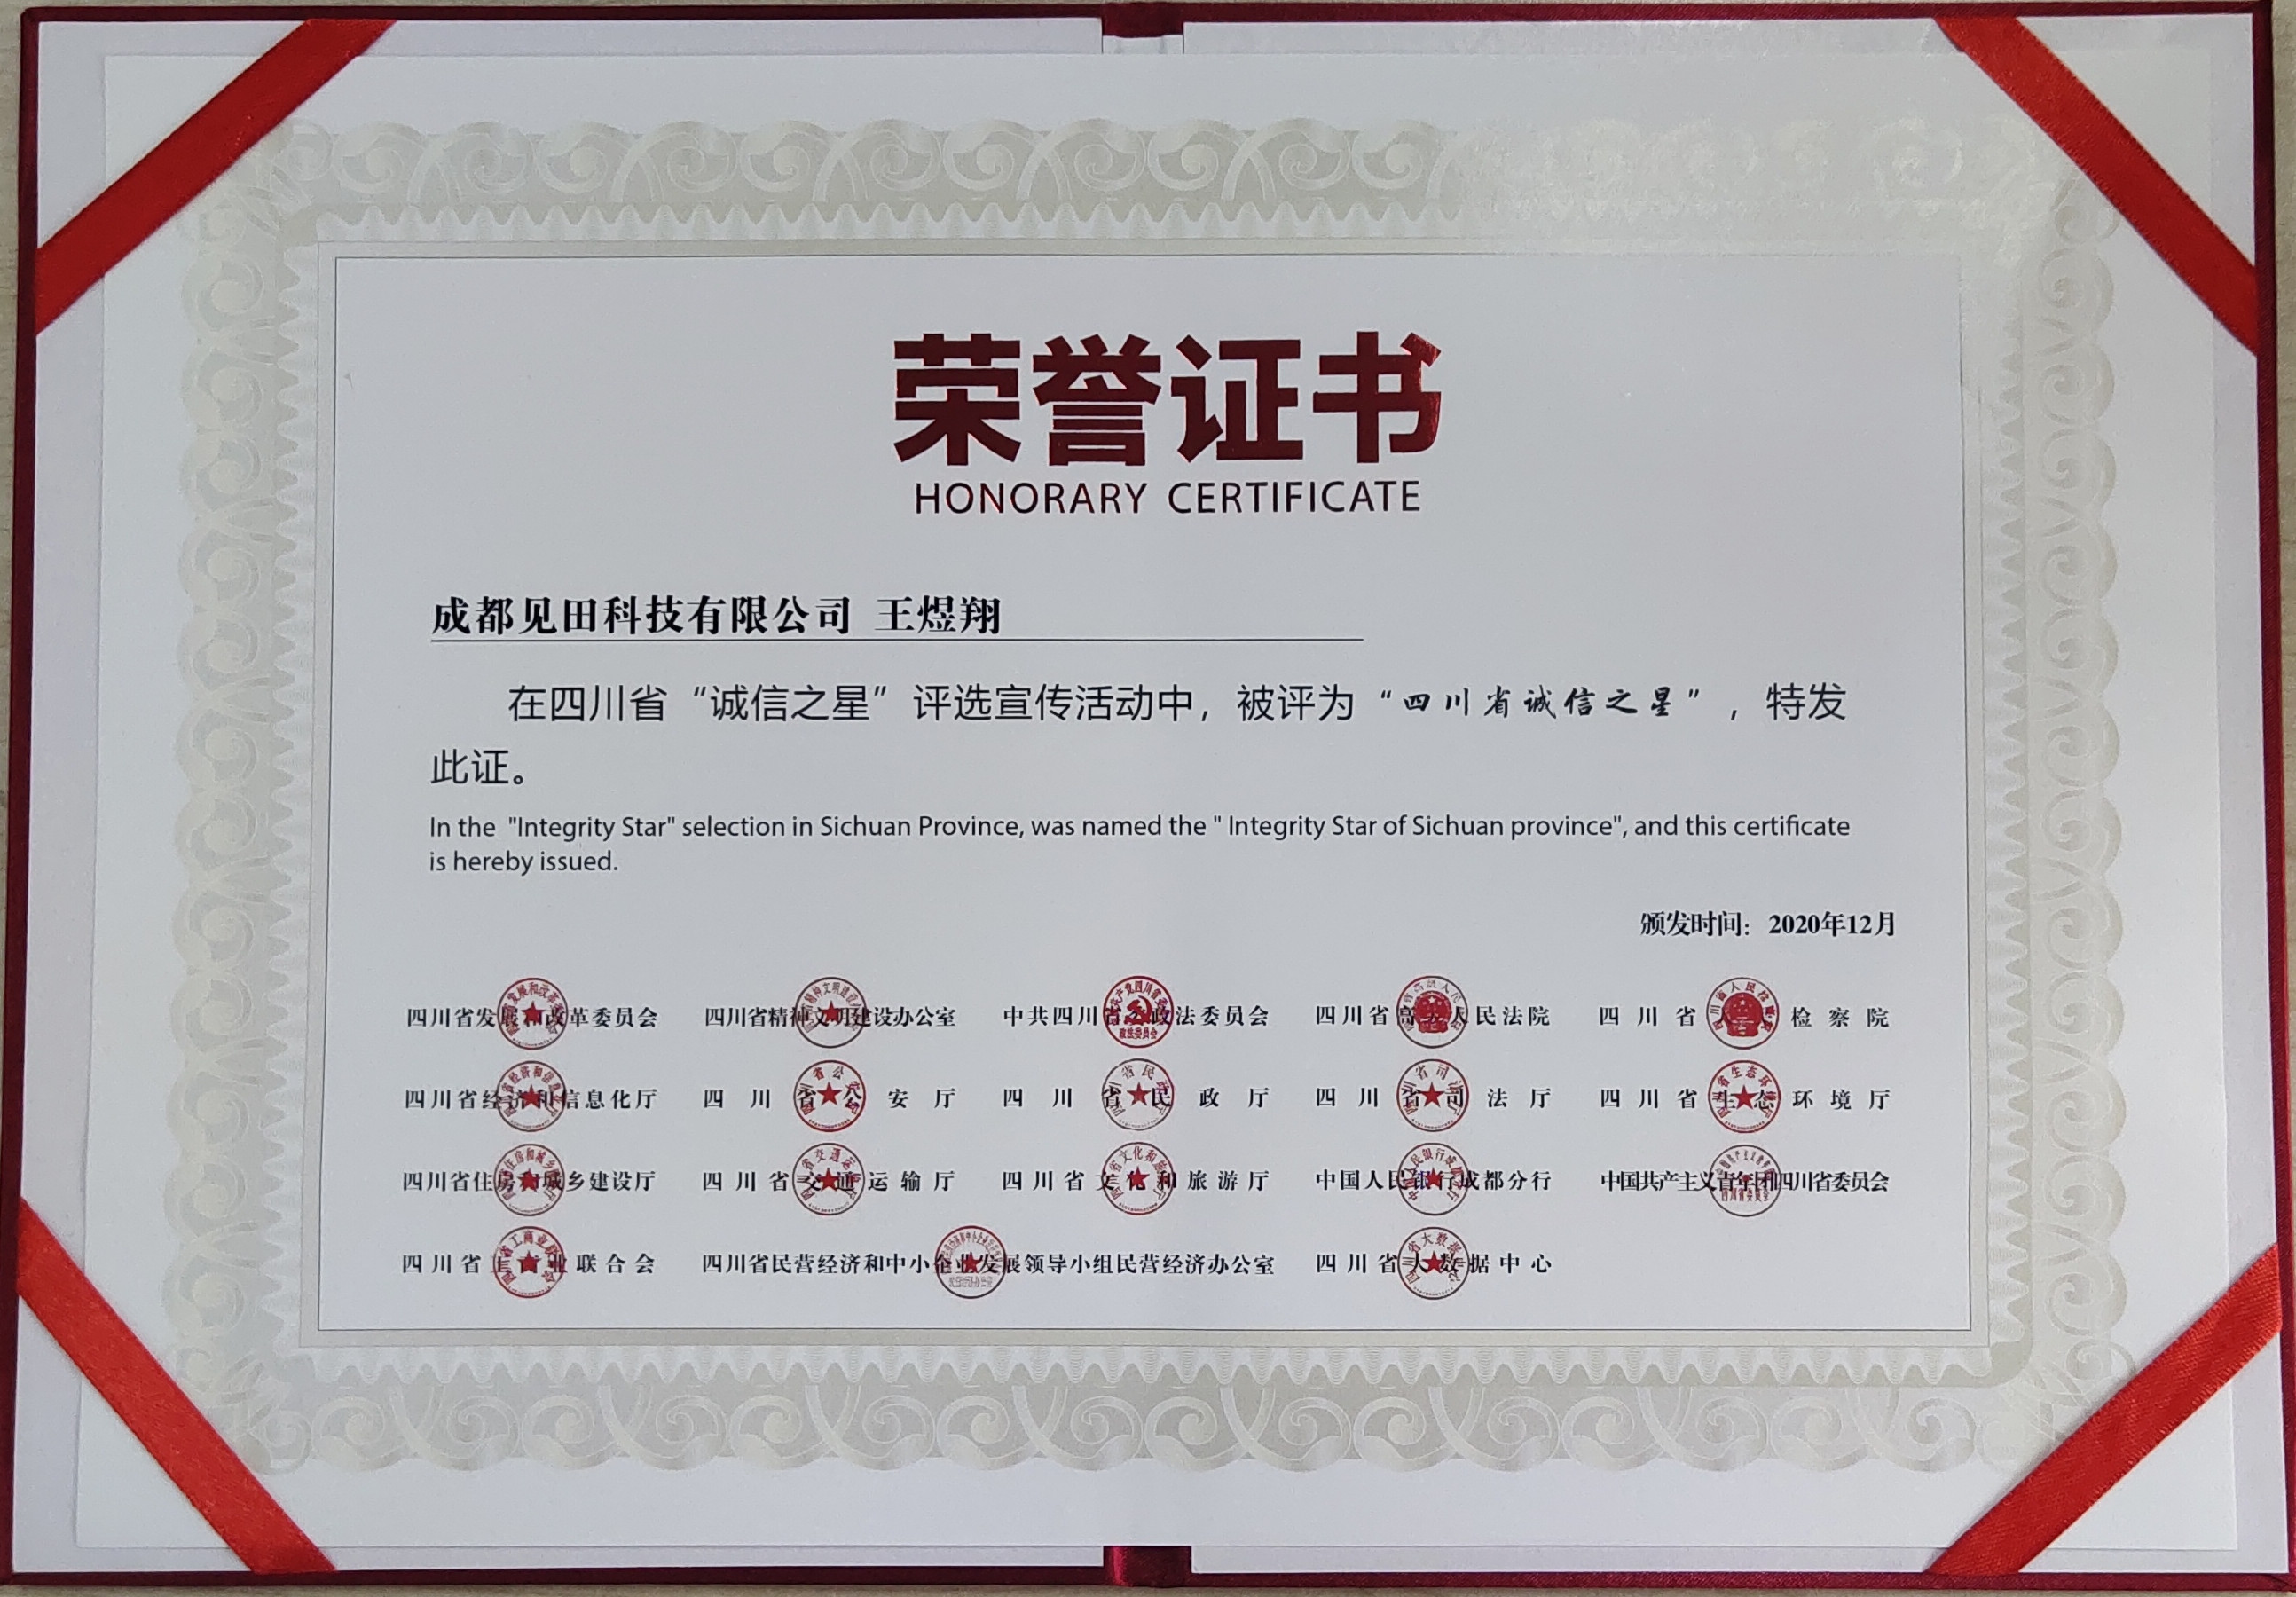 荣誉证书
HONORARY CERTIFICATE
成都见田科技有限公司 王煜翔
在四川省“诚信之星”评选宣传活动中，被评为“四川省诚信之星”，特发
此证。
In the "Integrity Star" selection in Sichuan Province, was named the " Integrity Star of Sichuan province", and this certificate
is hereby issued.
颁发时间：2020年12月
四川省发展和改革委员会 四川省精神文明建设办公室 中共四川省委政法委员会 四川省高级人民法院 四川省人民检察院
四川省经济和信息化厅 四川省公安厅 四川省民政厅 四川省司法厅 四川省生态环境厅
四川省住房和城乡建设厅 四川省交通运输厅 四川省文化和旅游厅 中国人民银行成都分行 中国共产主义青年团四川省委员会
四川省工商业联合会 四川省民营经济和中小企业发展领导小组民营经济办公室 四川省大数据中心